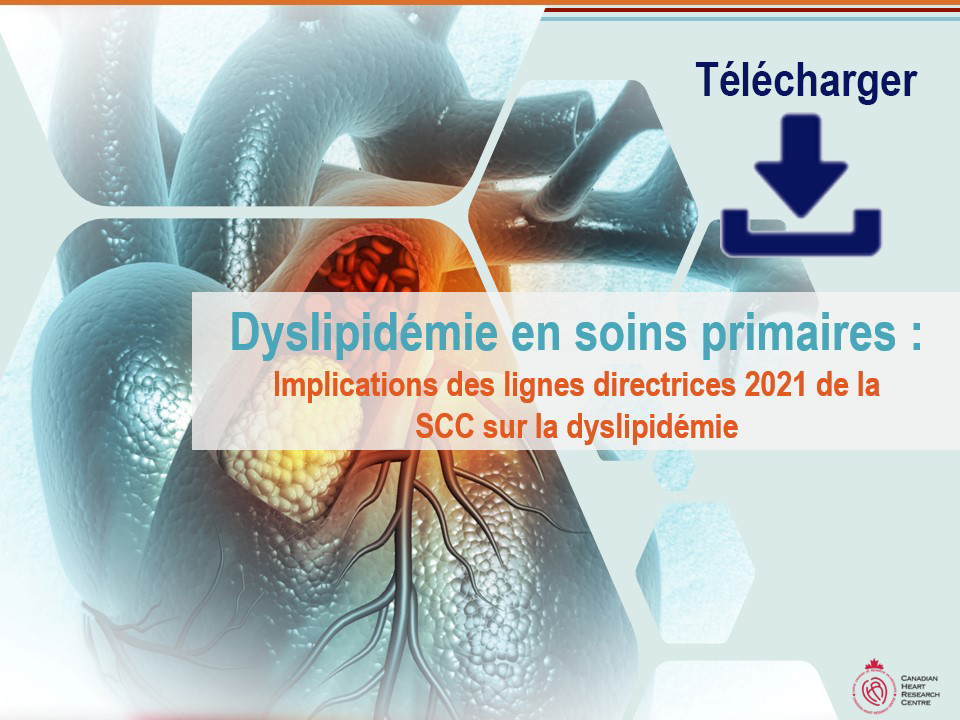 Télécharger
Dyslipidémie en soins primaires :
Implications des lignes directrices 2021 de la
SCC sur la dyslipidémie
CANADIAN
HEART
RESEARCH
CENTRE